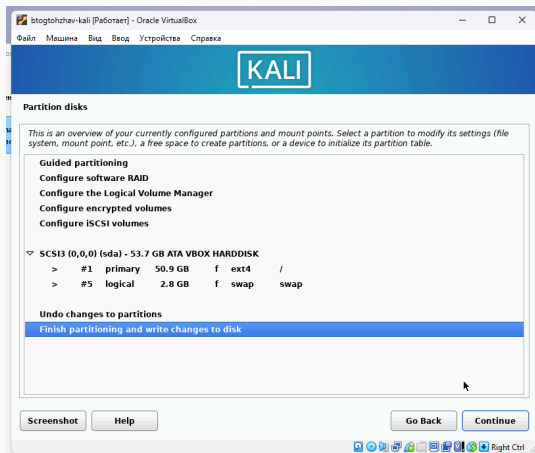 btogtohzhav-kali [Работает] - Oracle VirtualBox
Файл Машина Вид Ввод Устройства Справка
KALI
Partition disks
This is an overview of your currently configured partitions and mount points. Select a partition to modify its settings (file
system, mount point, etc.), a free space to create partitions, or a device to initialize its partition table.
Guided partitioning
Configure software RAID
Configure the Logical Volume Manager
Configure encrypted volumes
Configure iSCSI volumes
SCSI3 (0,0,0) (sda) - 53.7 GB ATA VBOX HARDDISK
> #1 primary 50.9 GB f ext4 /
> #5 logical 2.8 GB f swap swap
Undo changes to partitions
Finish partitioning and write changes to disk
Screenshot Help Go Back Continue
Right Ctrl